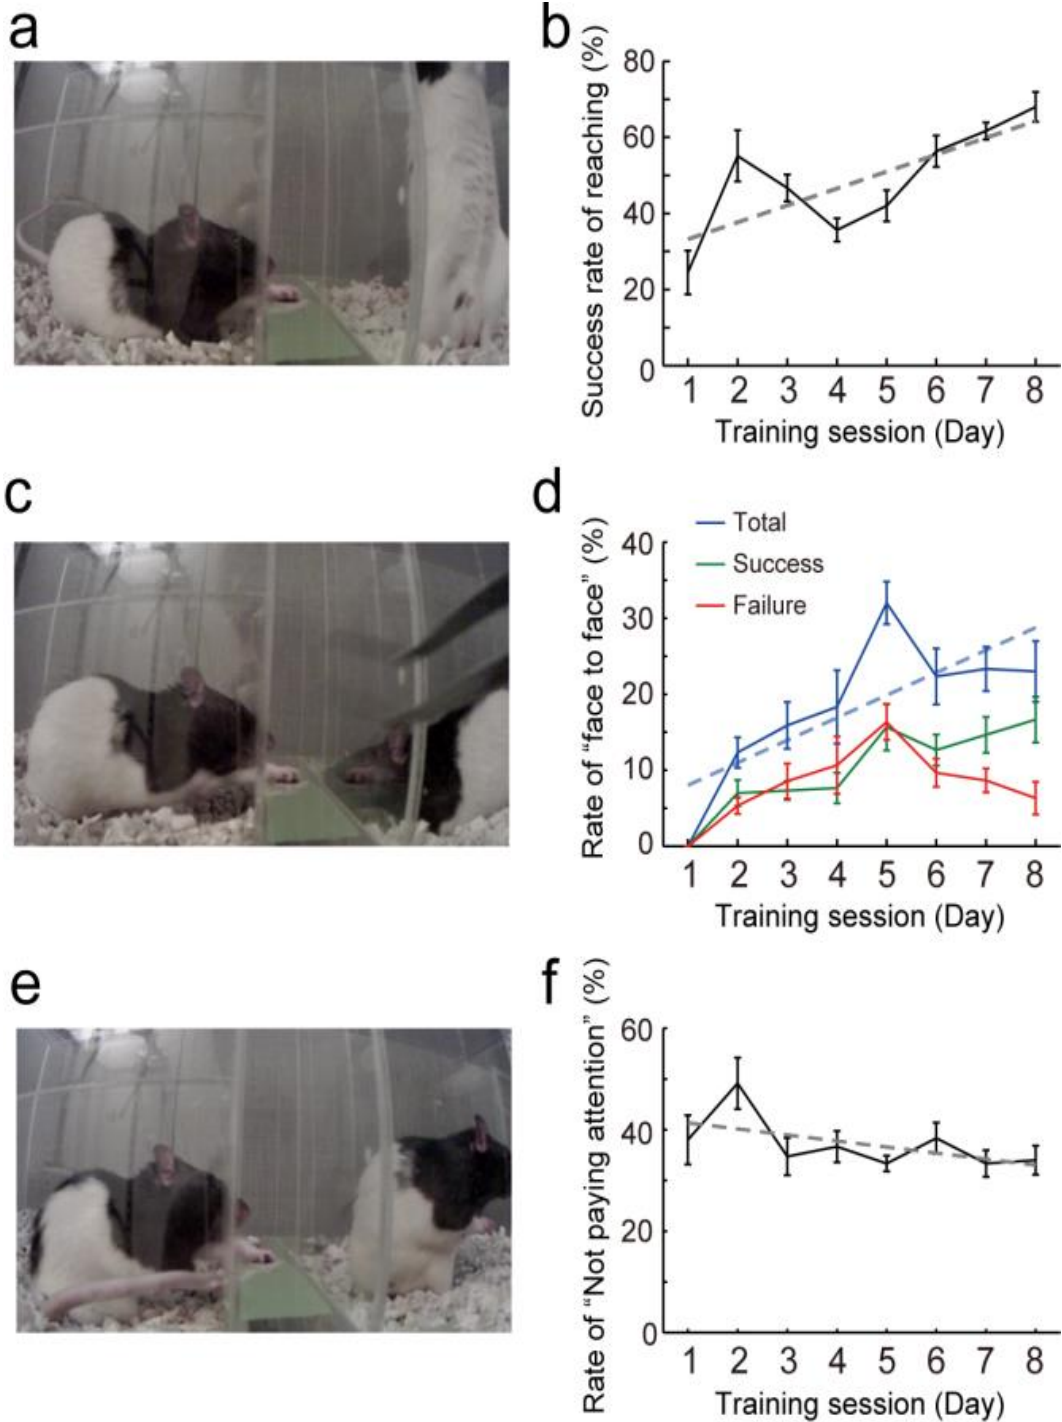 a
b
Success rate of reaching (%)
80
60
40
20
0
1 2 3 4 5 6 7 8
Training session (Day)
c
d
Rate of “face to face” (%)
Total
Success
Failure
40
30
20
10
0
1 2 3 4 5 6 7 8
Training session (Day)
e
f
Rate of “Not paying attention” (%)
60
40
20
0
1 2 3 4 5 6 7 8
Training session (Day)